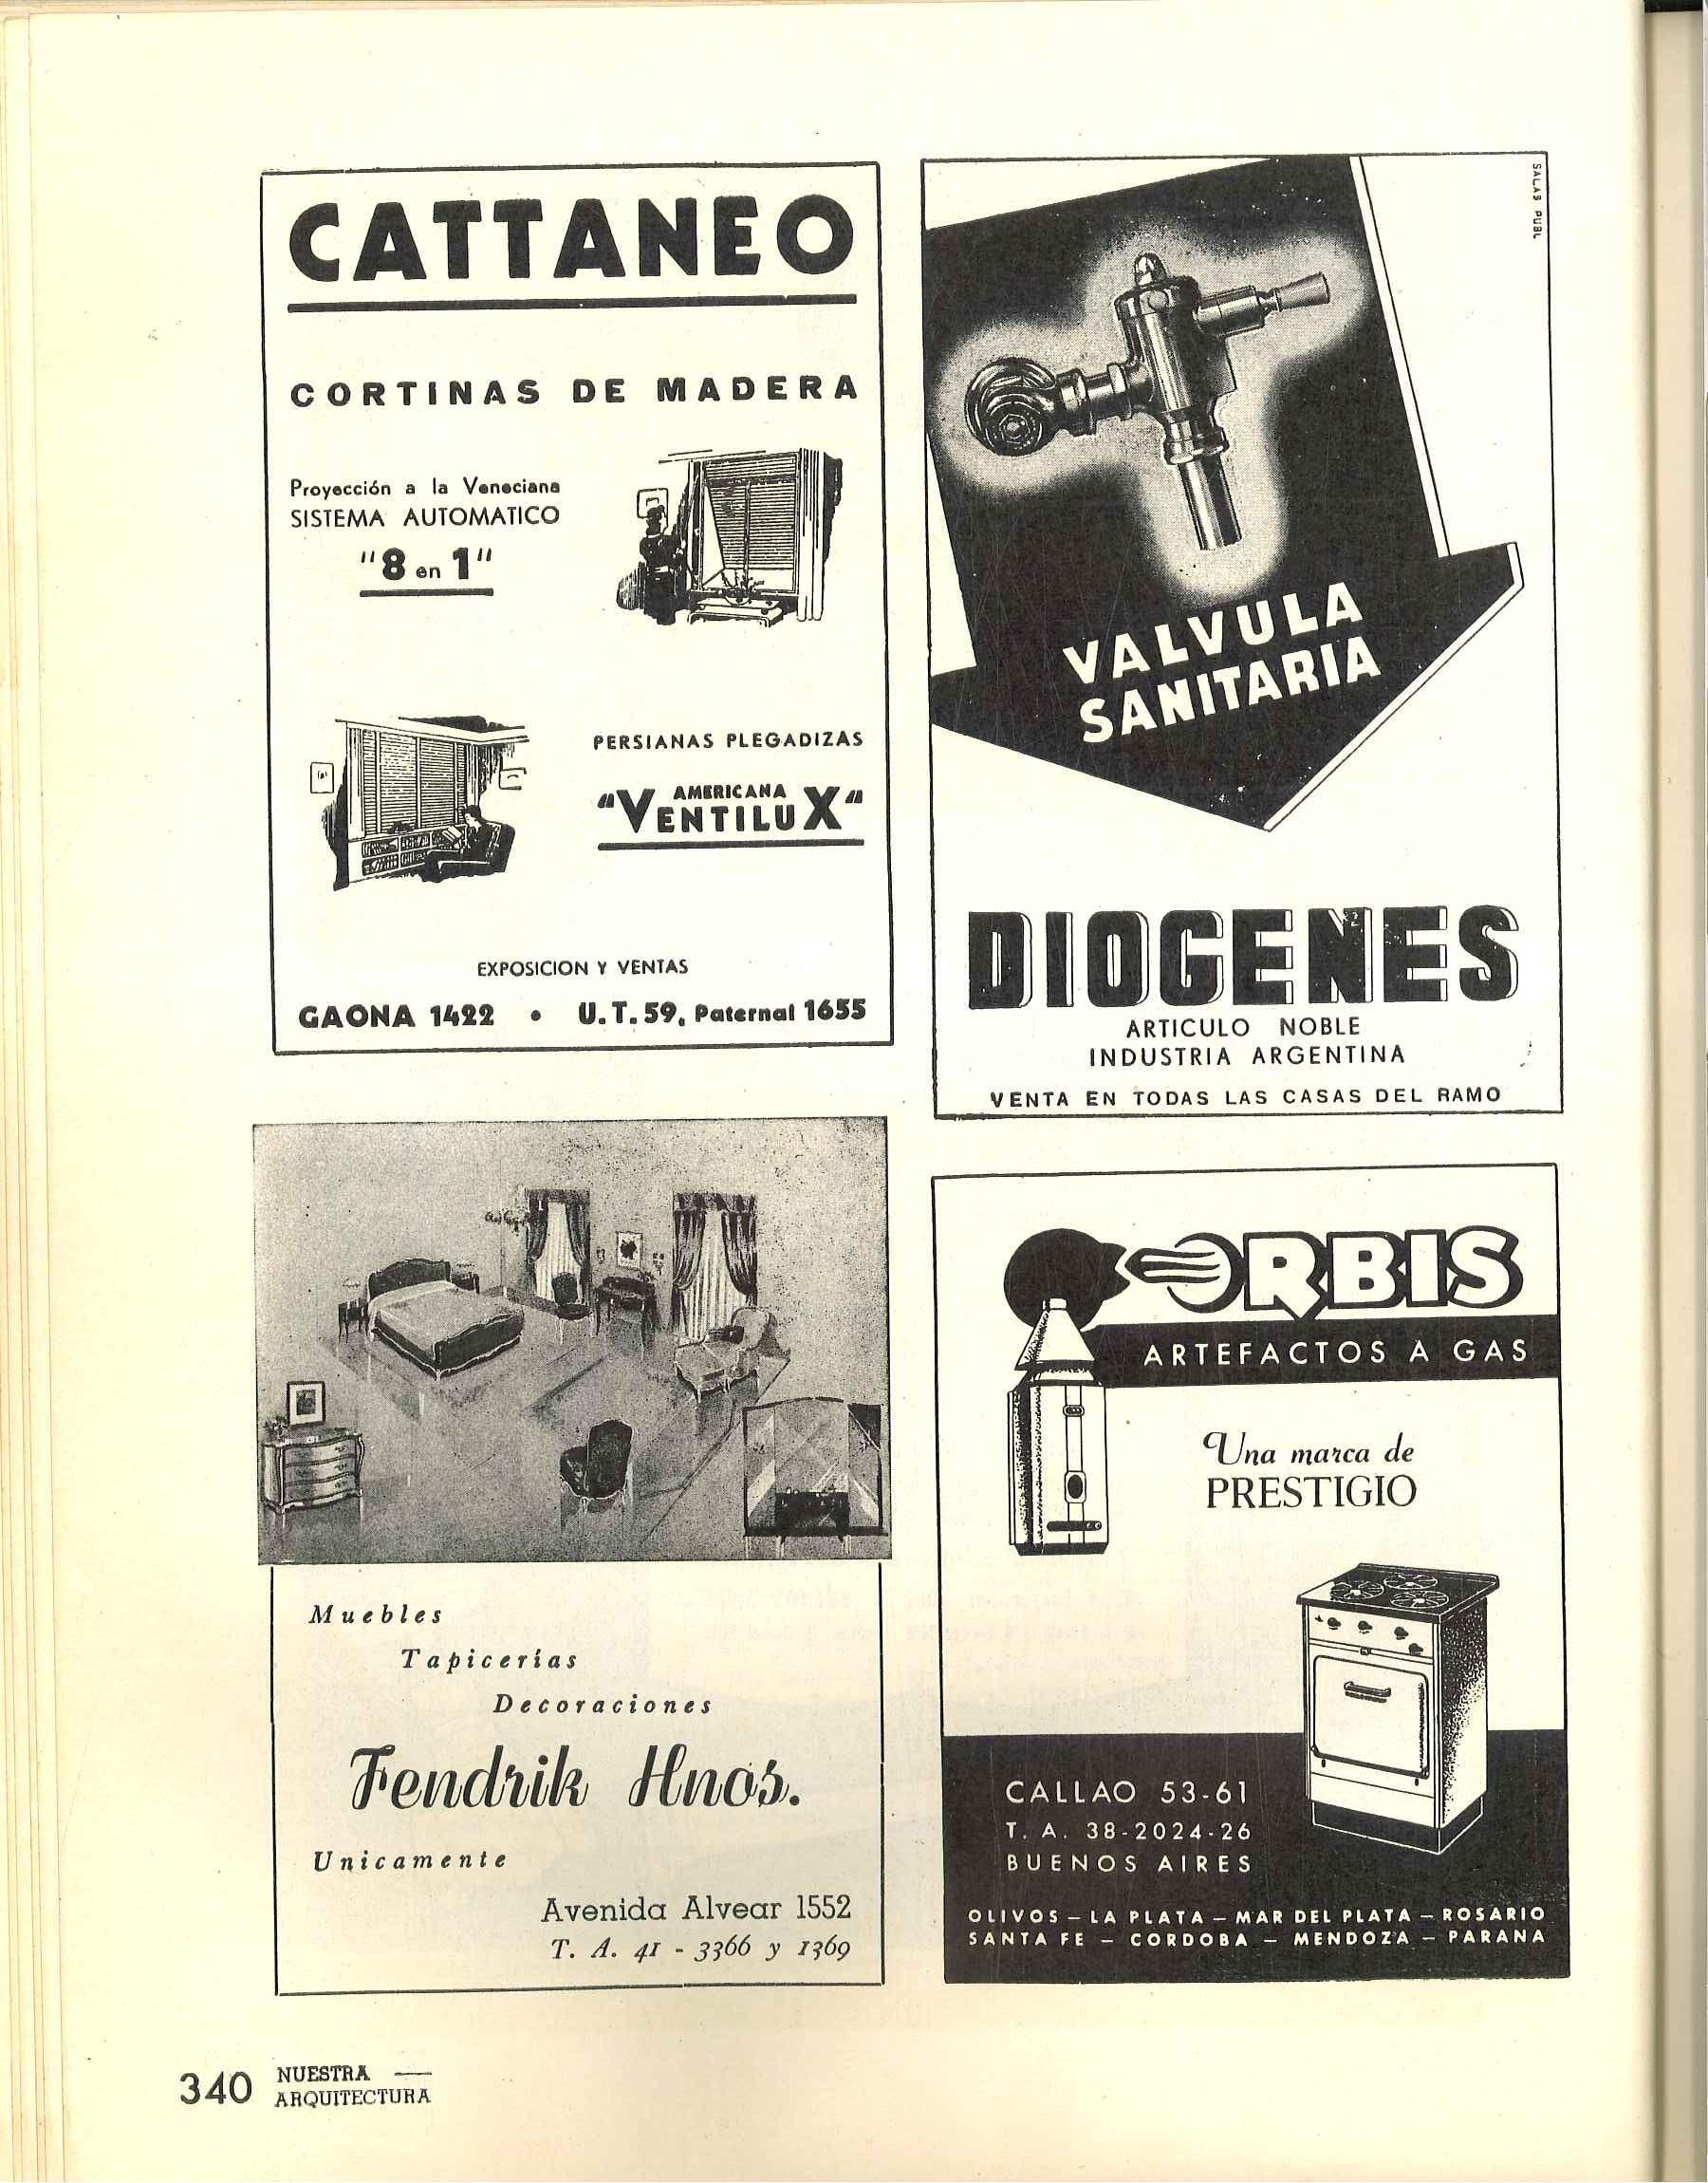 CATTANEO
CORTINAS DE MADERA
Proyección a la Veneciana
SISTEMA AUTOMATICO
"8 en 1"
PERSIANAS PLEGADIZAS
AMERICANA
"VENTILUX"
EXPOSICION Y VENTAS
GAONA 1422 • U.T. 59, Paternal 1655
SALAS PUBL
VALVULA
SANITARIA
DIOGENES
ARTICULO NOBLE
INDUSTRIA ARGENTINA
VENTA EN TODAS LAS CASAS DEL RAMO
Muebles
Tapicerías
Decoraciones
Fendrik Hnos.
Unicamente
Avenida Alvear 1552
T. A. 41 - 3366 y 1369
ORBIS
ARTEFACTOS A GAS
Una marca de
PRESTIGIO
CALLAO 53-61
T. A. 38-2024-26
BUENOS AIRES
OLIVOS — LA PLATA — MAR DEL PLATA — ROSARIO
SANTA FE — CORDOBA — MENDOZA — PARANA
340 NUESTRA —
ARQUITECTURA